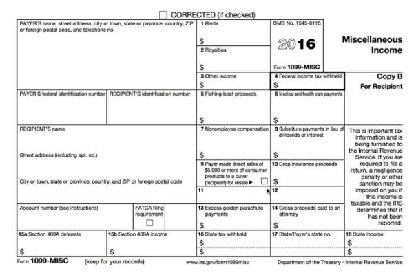 CORRECTED (if checked)
PAYER'S name, street address, city or town, state or province, country, ZIP
or foreign postal code, and telephone no.
1 Rents
$
2 Royalties
$
OMB No. 1545-0115
2016
Form 1099-MISC
Miscellaneous
Income
3 Other income
$
4 Federal income tax withheld
$
Copy B
For Recipient
PAYER'S federal identification number
RECIPIENT'S identification number
5 Fishing boat proceeds
$
6 Medical and health care payments
$
RECIPIENT'S name
7 Nonemployee compensation
$
8 Substitute payments in lieu of
dividends or interest
$
This is important tax
information and is
being furnished to
the Internal Revenue
Service. If you are
required to file a
return, a negligence
penalty or other
sanction may be
imposed on you if
this income is
taxable and the IRS
determines that it
has not been
reported.
Street address (including apt. no.)
9 Payer made direct sales of
$5,000 or more of consumer
products to a buyer
(recipient) for resale ►
10 Crop insurance proceeds
$
City or town, state or province, country, and ZIP or foreign postal code
11
12
Account number (see instructions)
FATCA filing
requirement
13 Excess golden parachute
payments
$
14 Gross proceeds paid to an
attorney
$
15a Section 409A deferrals
$
15b Section 409A income
$
16 State tax withheld
$
$
17 State/Payer's state no.
18 State income
$
$
Form 1099-MISC
(keep for your records)
www.irs.gov/form1099misc
Department of the Treasury - Internal Revenue Service